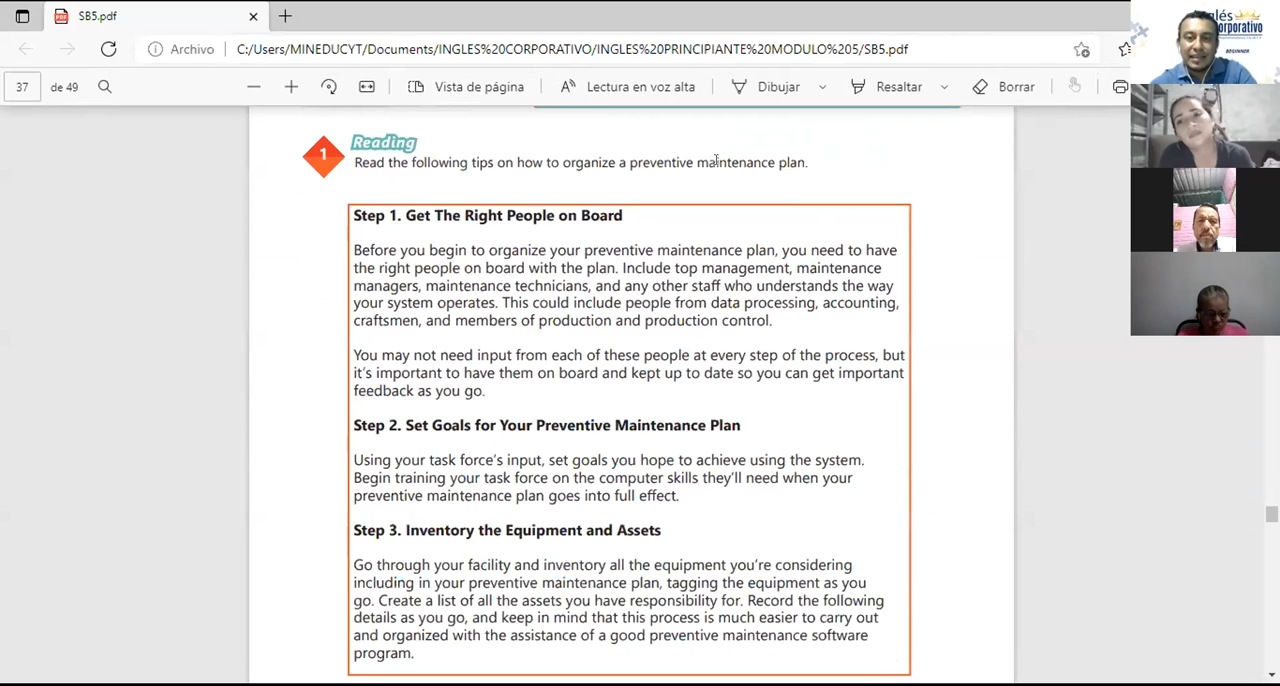 SB5.pdf
Archivo
C:/Users/MINEDUCYT/Documents/INGLES%20CORPORATIVO/INGLES%20PRINCIPIANTE%20MODULO%205/SB5.pdf
37
de 49
Vista de página
Lectura en voz alta
Dibujar
Resaltar
Borrar
BEGINNER
1
Reading
Read the following tips on how to organize a preventive maintenance plan.
Step 1. Get The Right People on Board
Before you begin to organize your preventive maintenance plan, you need to have
the right people on board with the plan. Include top management, maintenance
managers, maintenance technicians, and any other staff who understands the way
your system operates. This could include people from data processing, accounting,
craftsmen, and members of production and production control.
You may not need input from each of these people at every step of the process, but
it's important to have them on board and kept up to date so you can get important
feedback as you go.
Step 2. Set Goals for Your Preventive Maintenance Plan
Using your task force's input, set goals you hope to achieve using the system.
Begin training your task force on the computer skills they'll need when your
preventive maintenance plan goes into full effect.
Step 3. Inventory the Equipment and Assets
Go through your facility and inventory all the equipment you're considering
including in your preventive maintenance plan, tagging the equipment as you
go. Create a list of all the assets you have responsibility for. Record the following
details as you go, and keep in mind that this process is much easier to carry out
and organized with the assistance of a good preventive maintenance software
program.